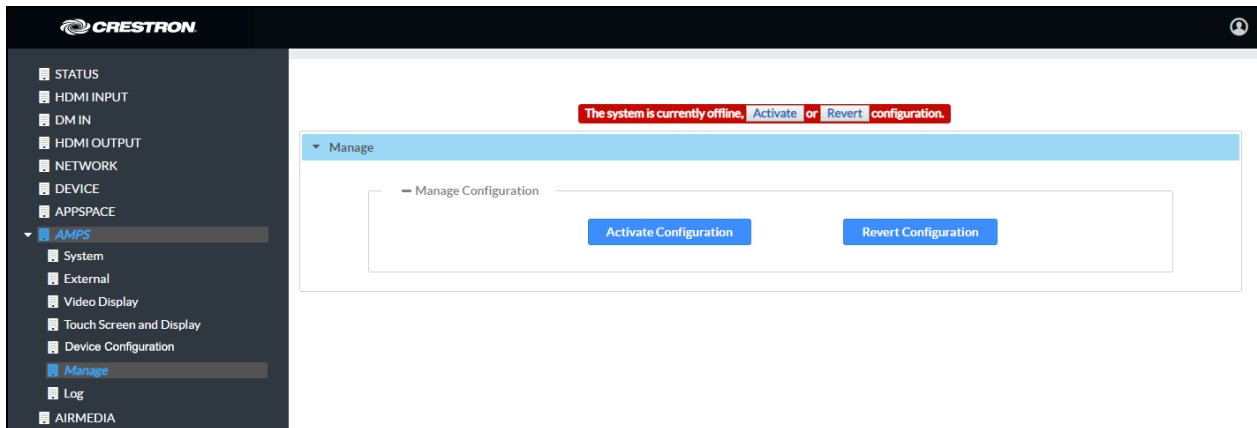 CRESTRON.
STATUS
HDMI INPUT
DM IN
HDMI OUTPUT
NETWORK
DEVICE
APPSPACE
AMPS
System
External
Video Display
Touch Screen and Display
Device Configuration
Manage
Log
AIRMEDIA
The system is currently offline, Activate or Revert configuration.
Manage
Manage Configuration
Activate Configuration Revert Configuration